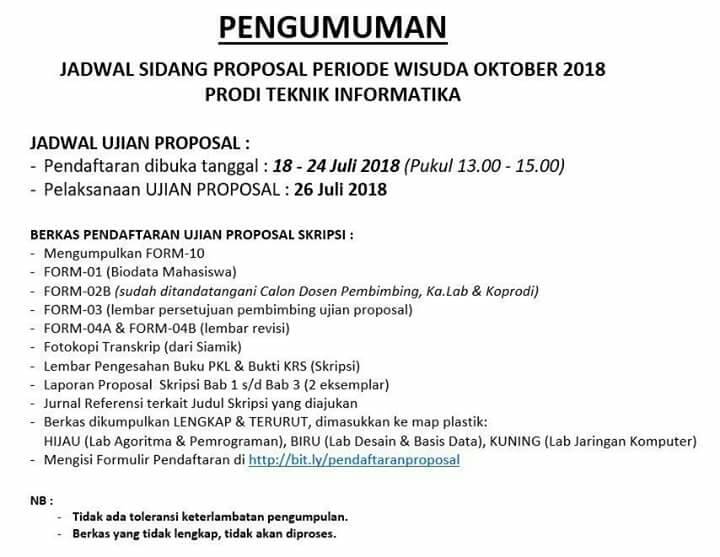 PENGUMUMAN
JADWAL SIDANG PROPOSAL PERIODE WISUDA OKTOBER 2018
PRODI TEKNIK INFORMATIKA
JADWAL UJIAN PROPOSAL :
- Pendaftaran dibuka tanggal : 18 - 24 Juli 2018 (Pukul 13.00 - 15.00)
- Pelaksanaan UJIAN PROPOSAL : 26 Juli 2018
BERKAS PENDAFTARAN UJIAN PROPOSAL SKRIPSI :
- Mengumpulkan FORM-10
- FORM-01 (Biodata Mahasiswa)
- FORM-02B (sudah ditandatangani Calon Dosen Pembimbing, Ka.Lab & Koprodi)
- FORM-03 (lembar persetujuan pembimbing ujian proposal)
- FORM-04A & FORM-04B (lembar revisi)
- Fotokopi Transkrip (dari Siamik)
- Lembar Pengesahan Buku PKL & Bukti KRS (Skripsi)
- Laporan Proposal Skripsi Bab 1 s/d Bab 3 (2 eksemplar)
- Jurnal Referensi terkait Judul Skripsi yang diajukan
- Berkas dikumpulkan LENGKAP & TERURUT, dimasukkan ke map plastik:
HIJAU (Lab Agoritma & Pemrograman), BIRU (Lab Desain & Basis Data), KUNING (Lab Jaringan Komputer)
- Mengisi Formulir Pendaftaran di http://bit.ly/pendaftaranproposal
NB :
- Tidak ada toleransi keterlambatan pengumpulan.
- Berkas yang tidak lengkap, tidak akan diproses.